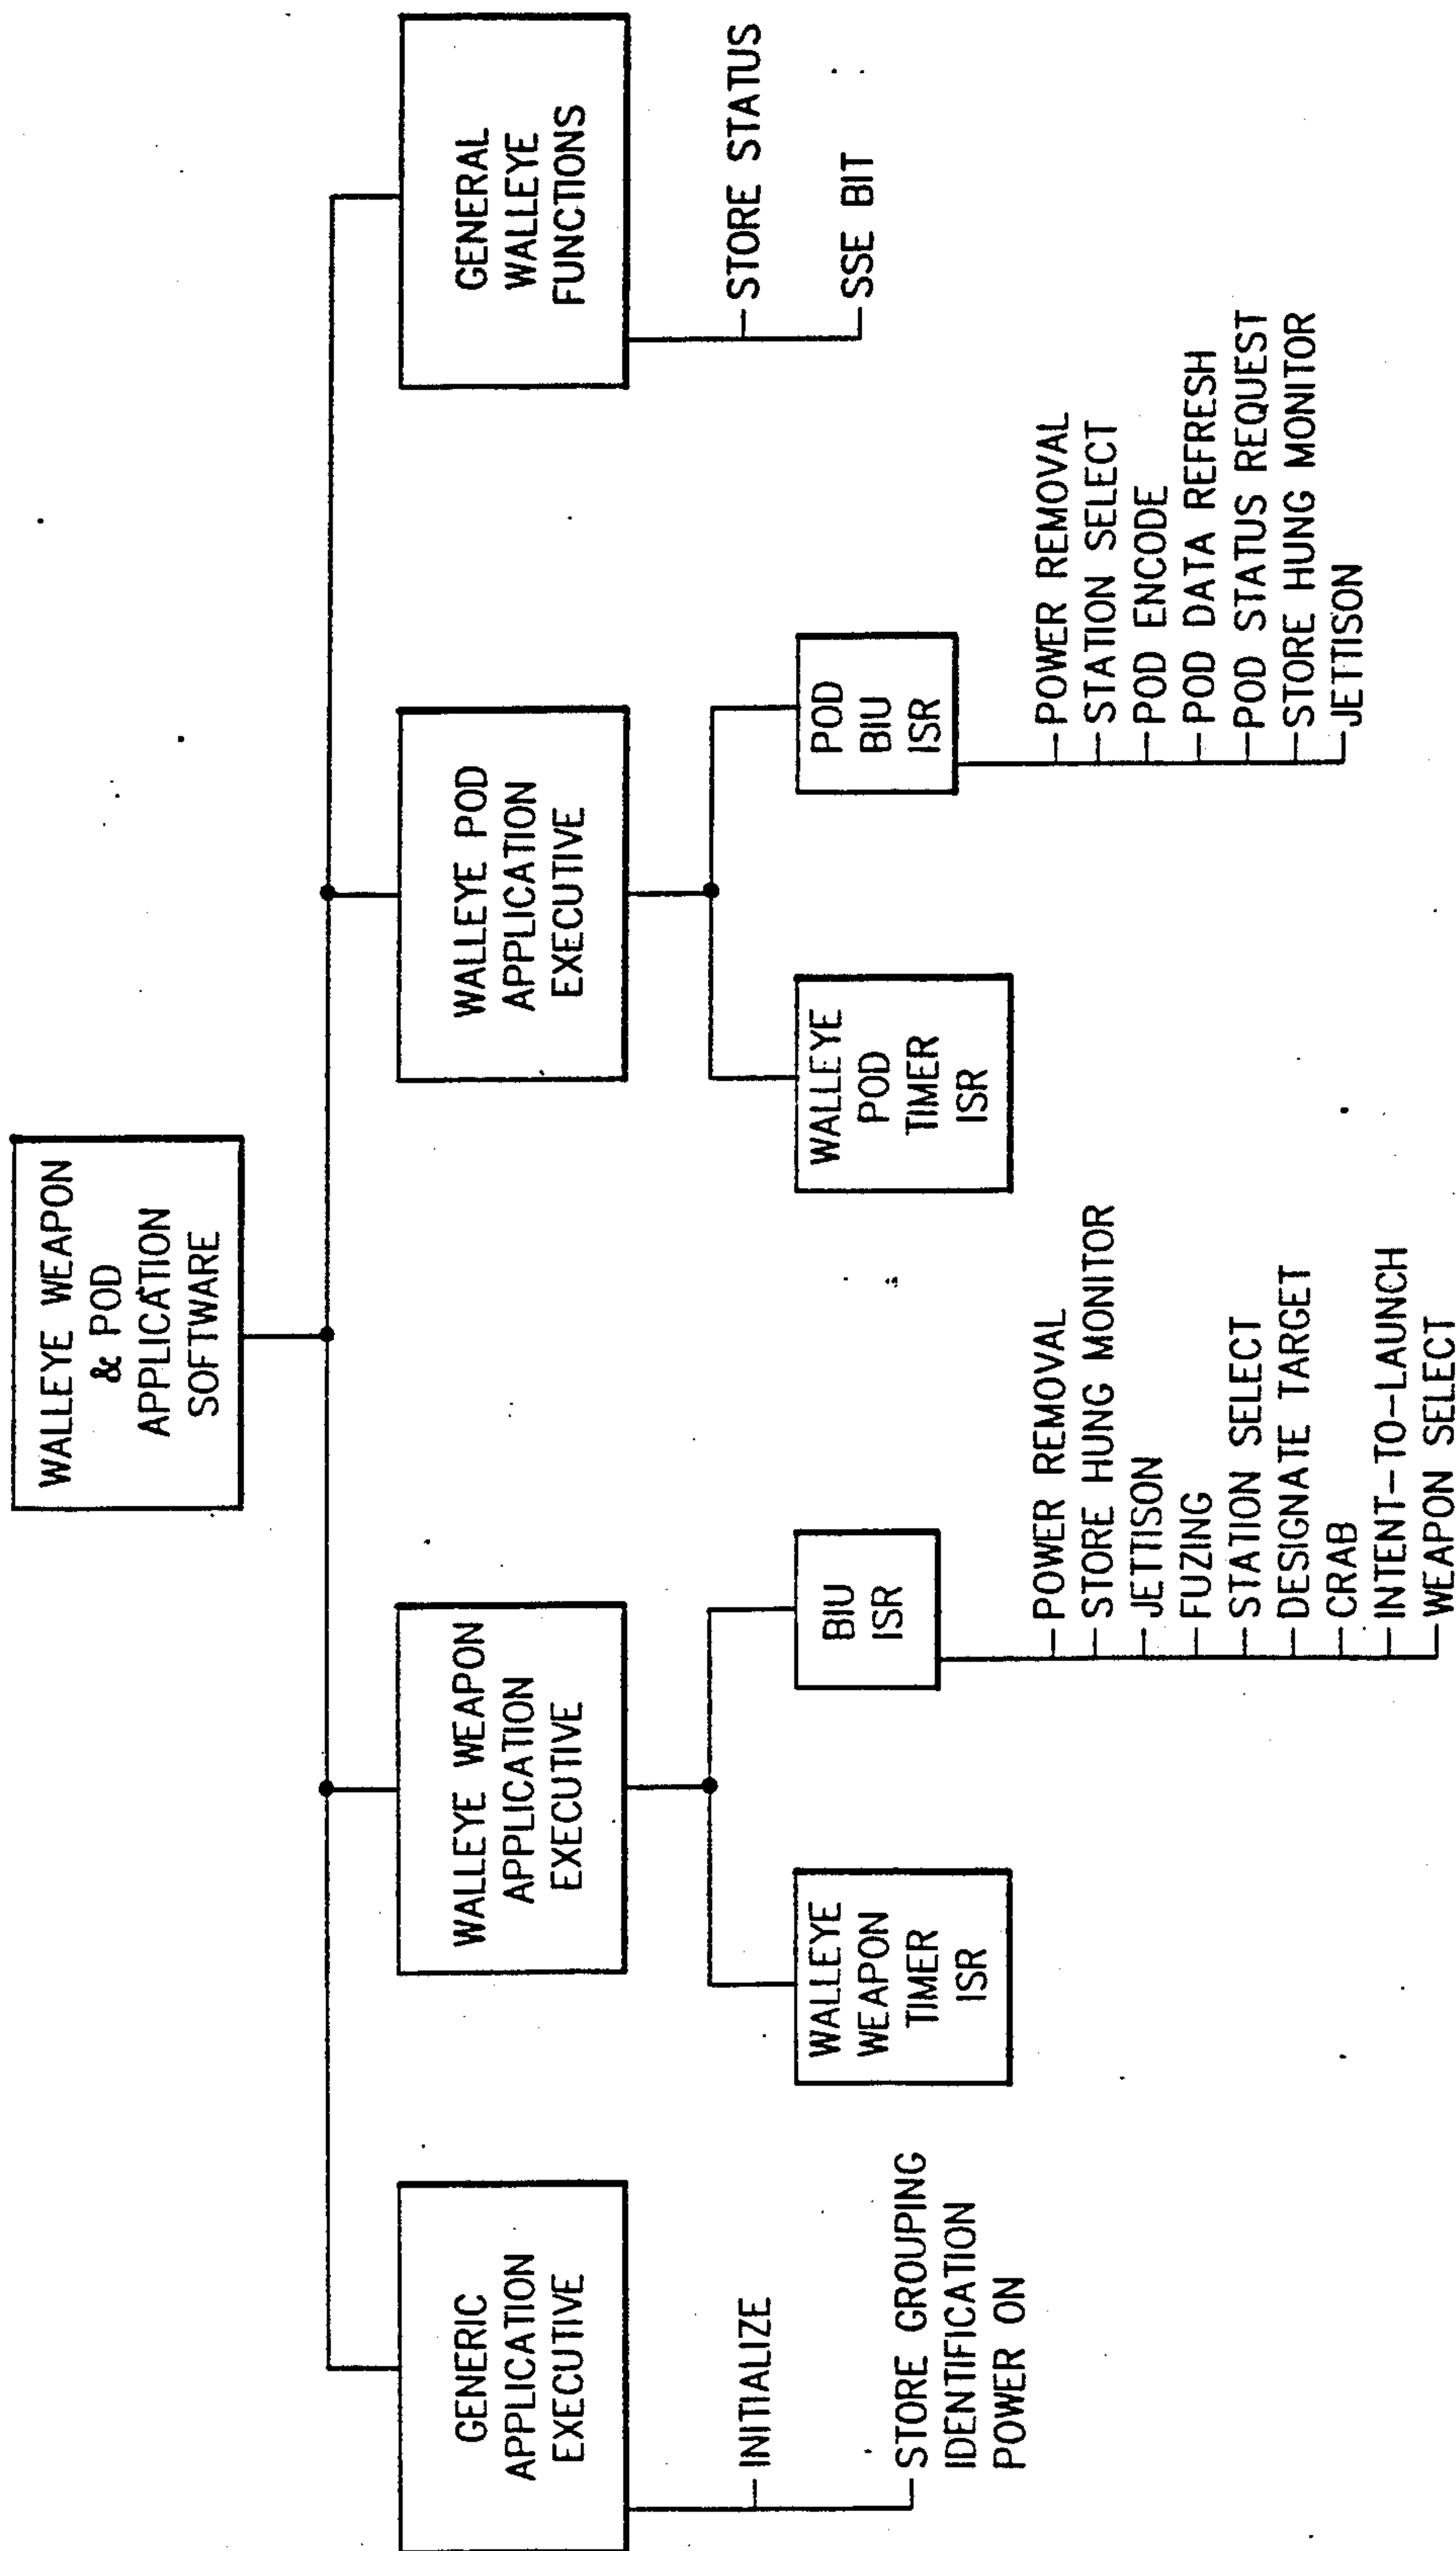 WALLEYE WEAPON
& POD
APPLICATION
SOFTWARE
GENERIC
APPLICATION
EXECUTIVE
INITIALIZE
STORE GROUPING
IDENTIFICATION
POWER ON
WALLEYE WEAPON
APPLICATION
EXECUTIVE
WALLEYE
WEAPON
TIMER
ISR
BIU
ISR
POWER REMOVAL
STORE HUNG MONITOR
JETTISON
FUZING
STATION SELECT
DESIGNATE TARGET
CRAB
INTENT-TO-LAUNCH
WEAPON SELECT
WALLEYE POD
APPLICATION
EXECUTIVE
WALLEYE
POD
TIMER
ISR
POD
BIU
ISR
POWER REMOVAL
STATION SELECT
POD ENCODE
POD DATA REFRESH
POD STATUS REQUEST
STORE HUNG MONITOR
JETTISON
GENERAL
WALLEYE
FUNCTIONS
STORE STATUS
SSE BIT